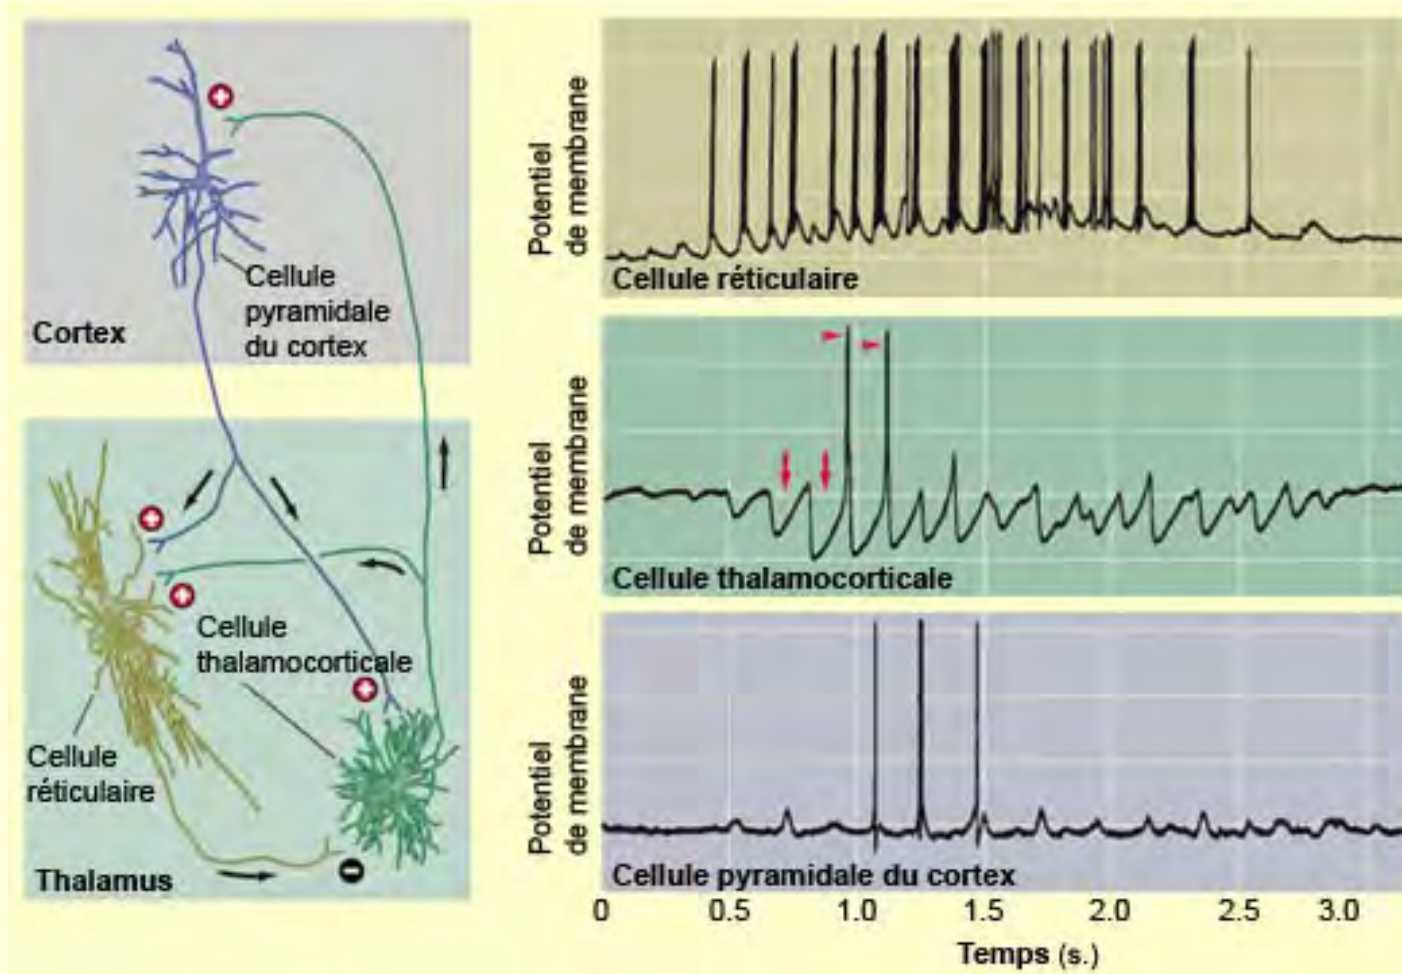 Cellule
pyramidale
du cortex
Cortex
Cellule
thalamocorticale
Cellule
réticulaire
Thalamus
Potentiel
de membrane
Cellule réticulaire
Potentiel
de membrane
Cellule thalamocorticale
Potentiel
de membrane
Cellule pyramidale du cortex
0 0.5 1.0 1.5 2.0 2.5 3.0
Temps (s.)